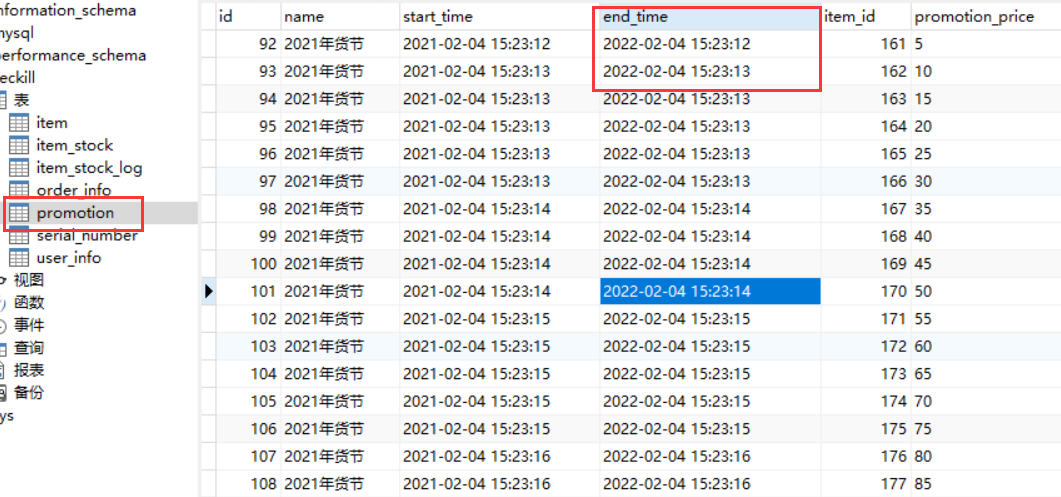 information_schema
mysql
performance_schema
eckill
表
item
item_stock
item_stock_log
order_info
promotion
serial_number
user_info
视图
函数
事件
查询
报表
备份
ys
id name start_time end_time item_id promotion_price
92 2021年货节 2021-02-04 15:23:12 2022-02-04 15:23:12 161 5
93 2021年货节 2021-02-04 15:23:13 2022-02-04 15:23:13 162 10
94 2021年货节 2021-02-04 15:23:13 2022-02-04 15:23:13 163 15
95 2021年货节 2021-02-04 15:23:13 2022-02-04 15:23:13 164 20
96 2021年货节 2021-02-04 15:23:13 2022-02-04 15:23:13 165 25
97 2021年货节 2021-02-04 15:23:13 2022-02-04 15:23:13 166 30
98 2021年货节 2021-02-04 15:23:14 2022-02-04 15:23:14 167 35
99 2021年货节 2021-02-04 15:23:14 2022-02-04 15:23:14 168 40
100 2021年货节 2021-02-04 15:23:14 2022-02-04 15:23:14 169 45
101 2021年货节 2021-02-04 15:23:14 2022-02-04 15:23:14 170 50
102 2021年货节 2021-02-04 15:23:15 2022-02-04 15:23:15 171 55
103 2021年货节 2021-02-04 15:23:15 2022-02-04 15:23:15 172 60
104 2021年货节 2021-02-04 15:23:15 2022-02-04 15:23:15 173 65
105 2021年货节 2021-02-04 15:23:15 2022-02-04 15:23:15 174 70
106 2021年货节 2021-02-04 15:23:15 2022-02-04 15:23:15 175 75
107 2021年货节 2021-02-04 15:23:16 2022-02-04 15:23:16 176 80
108 2021年货节 2021-02-04 15:23:16 2022-02-04 15:23:16 177 85